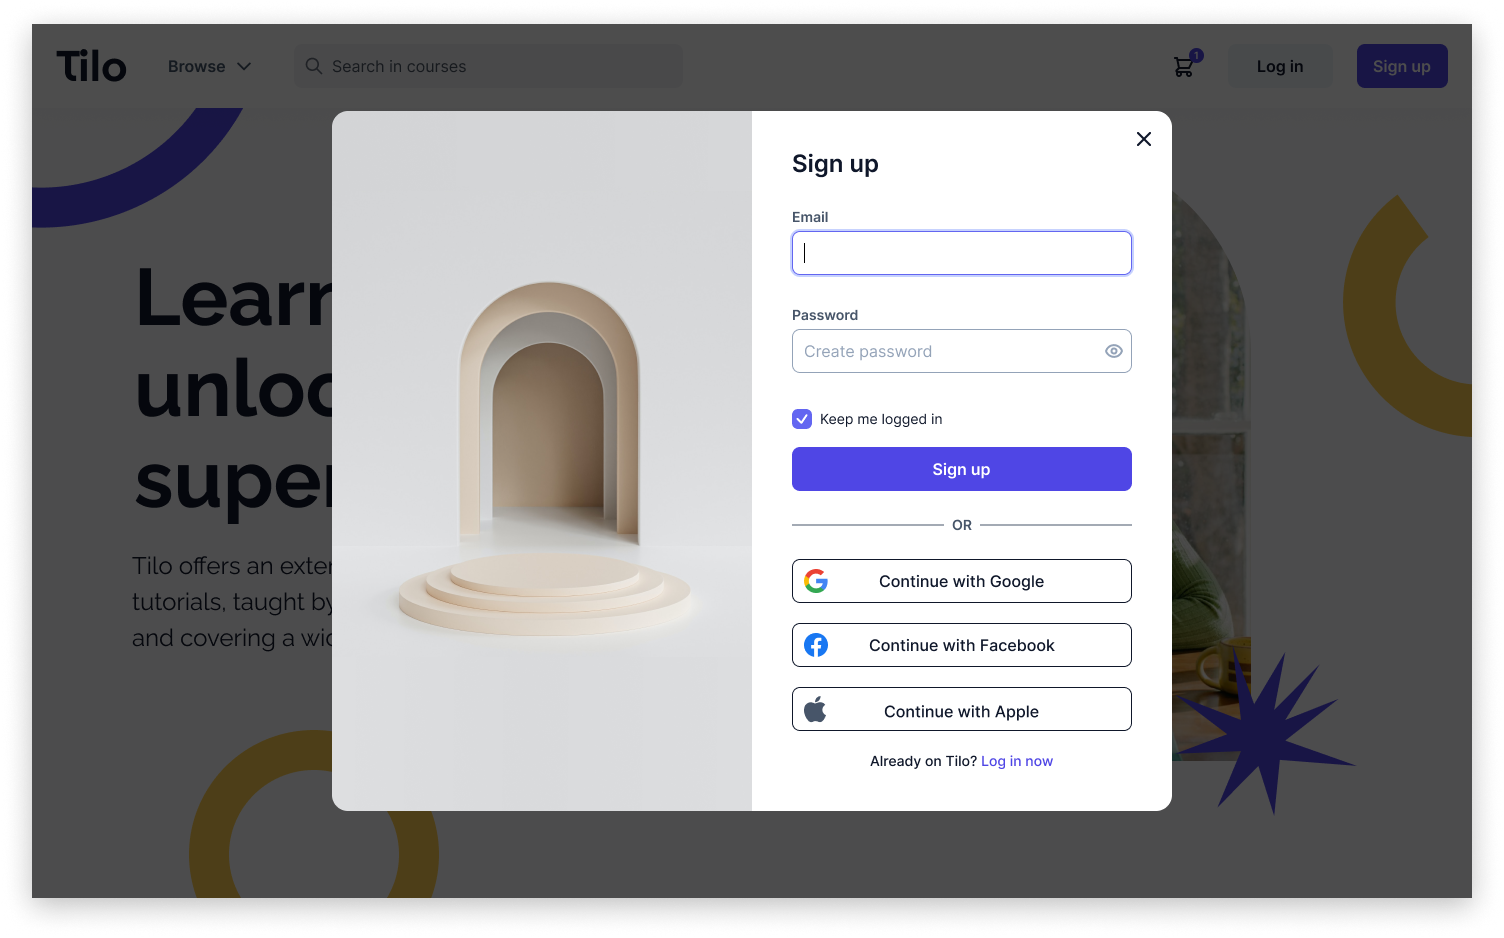 Tilo
Browse
Search in courses
1
Log in
Sign up
Learn
unloc
super
Tilo offers an exter
tutorials, taught by
and covering a wid
Sign up
Email
Password
Create password
Keep me logged in
Sign up
OR
Continue with Google
Continue with Facebook
Continue with Apple
Already on Tilo? Log in now